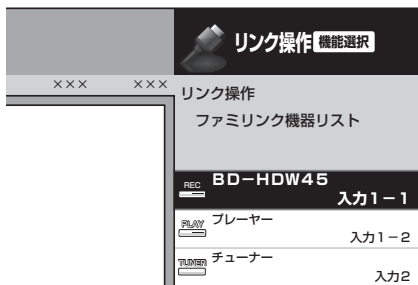 リンク操作 機能選択
××× ×××
リンク操作
ファミリンク機器リスト
REC BD-HDW45
入力1-1
PLAY プレーヤー
入力1-2
TUNER チューナー
入力2